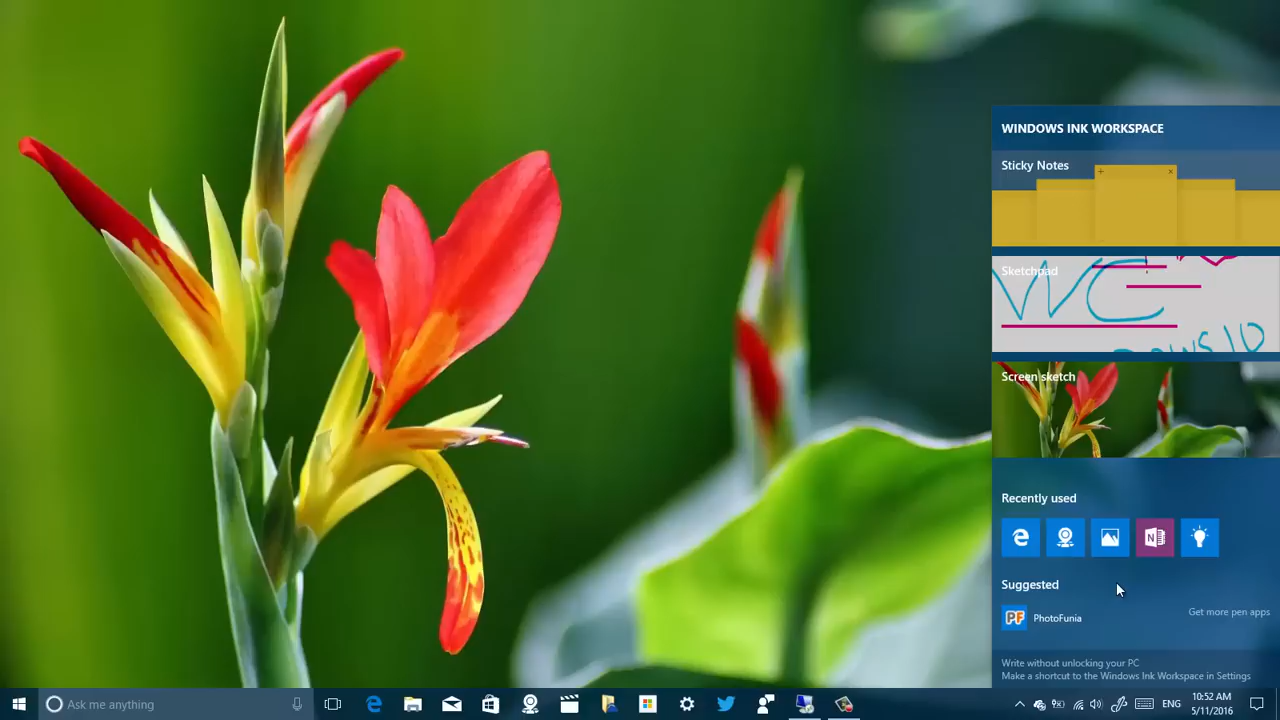 WINDOWS INK WORKSPACE
Sticky Notes
Sketchpad
WC
Screen sketch
Recently used
N
Suggested
PF PhotoFunia
Get more pen apps
Write without unlocking your PC
Make a shortcut to the Windows Ink Workspace in Settings
Ask me anything
ENG
10:52 AM
5/11/2016